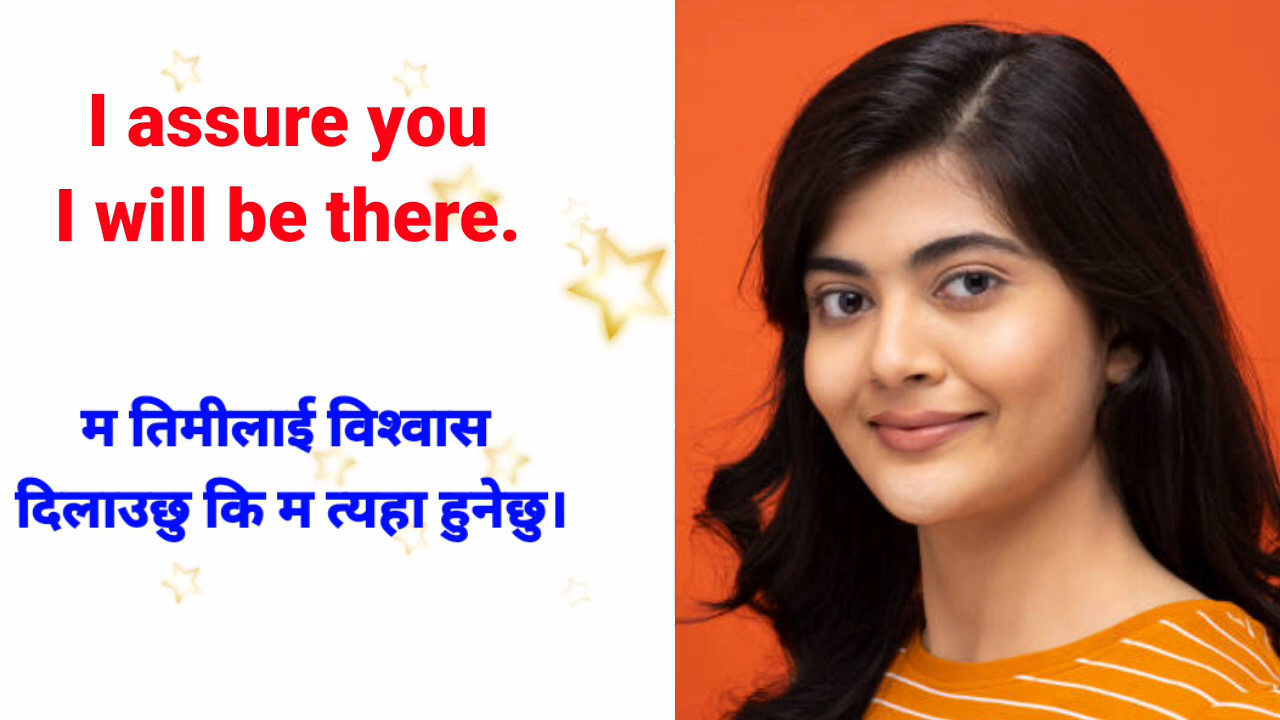 I assure you
I will be there.
म तिमीलाई विश्वास
दिलाउछु कि म त्यहा हुनेछु।